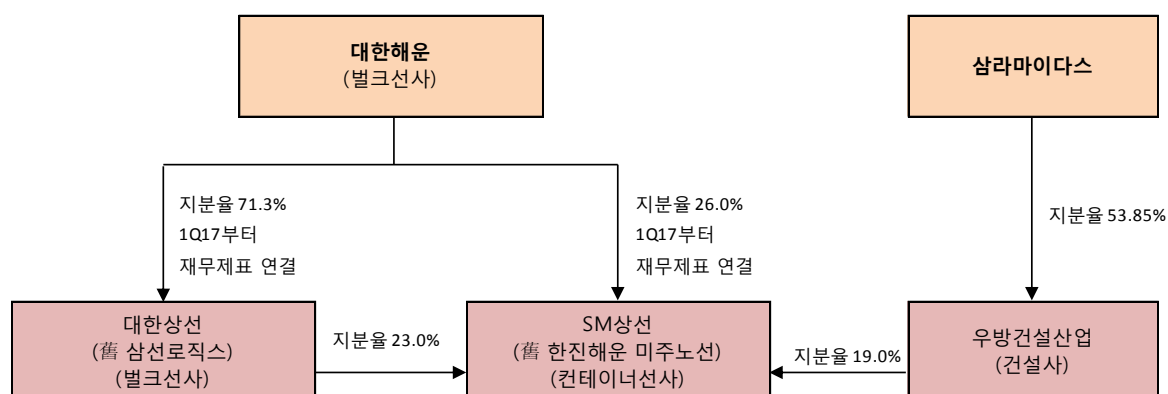 대한해운
(벌크선사)
삼라마이다스
지분율 71.3%
1Q17부터
재무제표 연결
지분율 26.0%
1Q17부터
재무제표 연결
지분율 53.85%
대한상선
(舊 삼선로직스)
(벌크선사)
지분율 23.0%
SM상선
(舊 한진해운 미주노선)
(컨테이너선사)
지분율 19.0%
우방건설산업
(건설사)